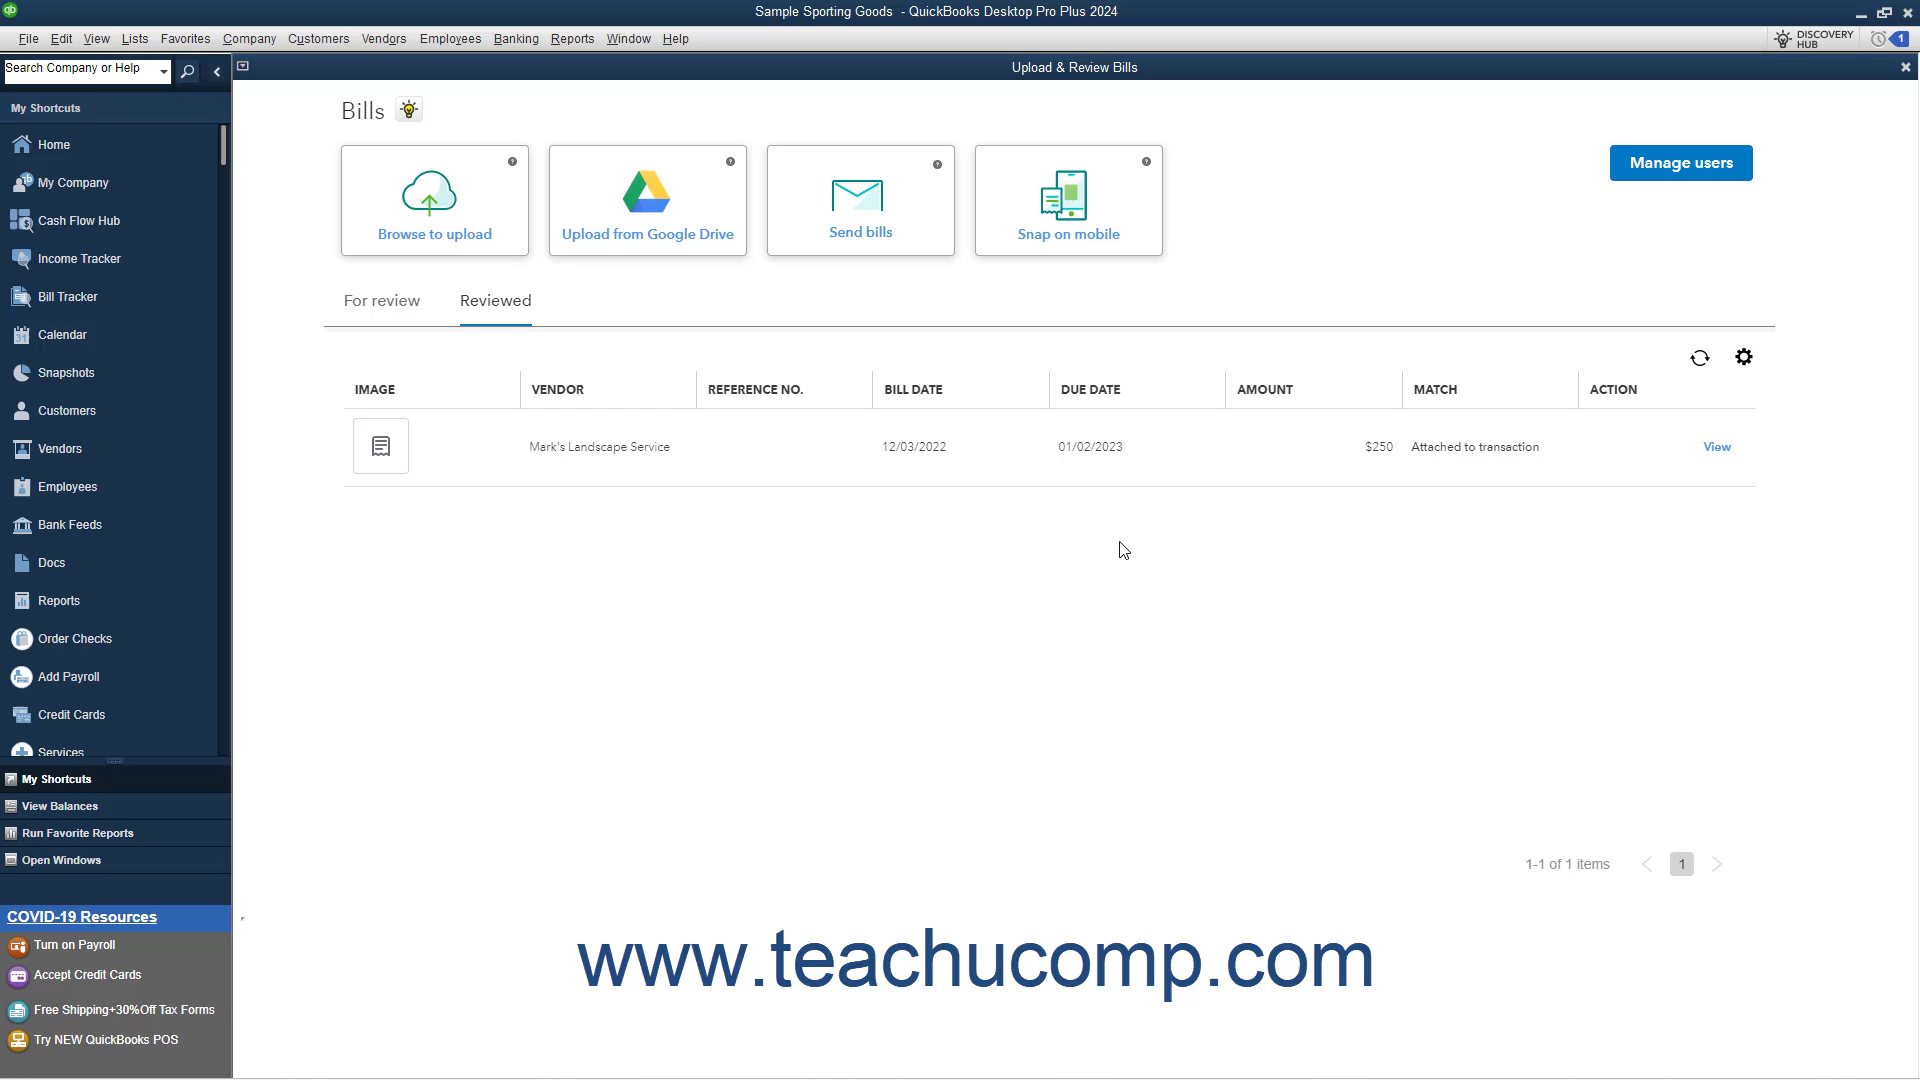 Sample Sporting Goods - QuickBooks Desktop Pro Plus 2024
File Edit View Lists Favorites Company Customers Vendors Employees Banking Reports Window Help
DISCOVERY
HUB
1
Search Company or Help
Upload & Review Bills
My Shortcuts
Home
My Company
Cash Flow Hub
Income Tracker
Bill Tracker
Calendar
Snapshots
Customers
Vendors
Employees
Bank Feeds
Docs
Reports
Order Checks
Add Payroll
Credit Cards
Services
My Shortcuts
View Balances
Run Favorite Reports
Open Windows
COVID-19 Resources
Turn on Payroll
Accept Credit Cards
Free Shipping+30%Off Tax Forms
Try NEW QuickBooks POS
Bills
Browse to upload
Upload from Google Drive
Send bills
Snap on mobile
Manage users
For review Reviewed
IMAGE VENDOR REFERENCE NO. BILL DATE DUE DATE AMOUNT MATCH ACTION
Mark's Landscape Service 12/03/2022 01/02/2023 $250 Attached to transaction View
1-1 of 1 items 1
www.teachucomp.com